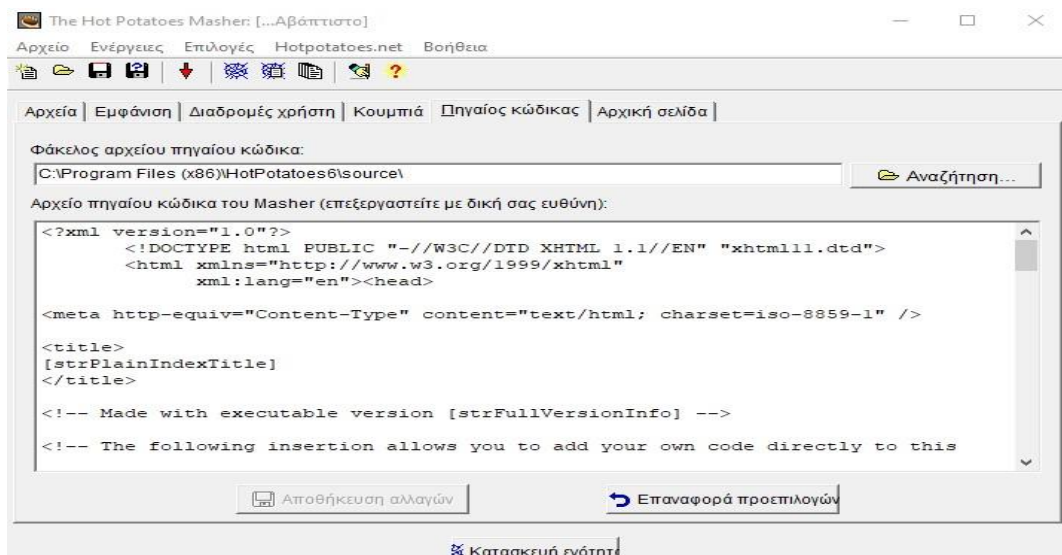 The Hot Potatoes Masher: [...Αβάπτιστο]
Αρχείο Ενέργειες Επιλογές Hotpotatoes.net Βοήθεια
Αρχεία Εμφάνιση Διαδρομές χρήστη Κουμπιά Πηγαίος κώδικας Αρχική σελίδα
Φάκελος αρχείου πηγαίου κώδικα:
C:\Program Files (x86)\HotPotatoes6\source\ Αναζήτηση...
Αρχείο πηγαίου κώδικα του Masher (επεξεργαστείτε με δική σας ευθύνη):
<?xml version="1.0"?>
<!DOCTYPE html PUBLIC "-//W3C//DTD XHTML 1.1//EN" "xhtml11.dtd">
<html xmlns="http://www.w3.org/1999/xhtml"
xml:lang="en"><head>
<meta http-equiv="Content-Type" content="text/html; charset=iso-8859-1" />
<title>
[strPlainIndexTitle]
</title>
<!-- Made with executable version [strFullVersionInfo] -->
<!-- The following insertion allows you to add your own code directly to this
Αποθήκευση αλλαγών Επαναφορά προεπιλογών
Κατασκευή